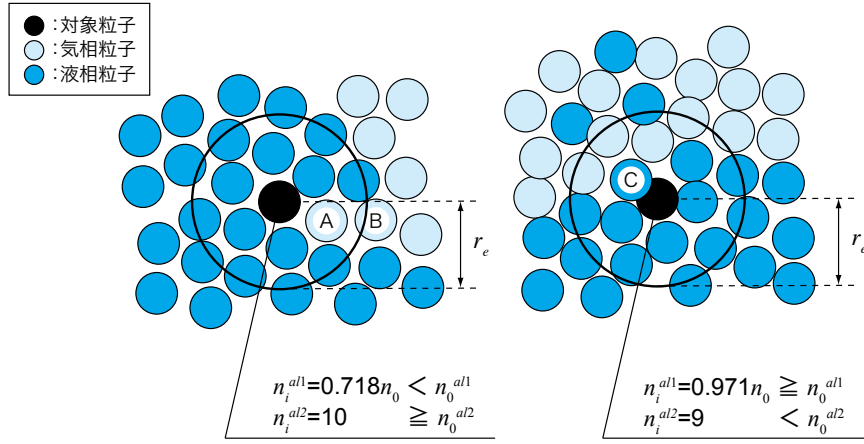 ：対象粒子
：気相粒子
：液相粒子
A
B
C
r_e
r_e
n_i^{al1}=0.718n_0 < n_0^{al1}
n_i^{al2}=10 ≧ n_0^{al2}
n_i^{al1}=0.971n_0 ≧ n_0^{al1}
n_i^{al2}=9 < n_0^{al2}